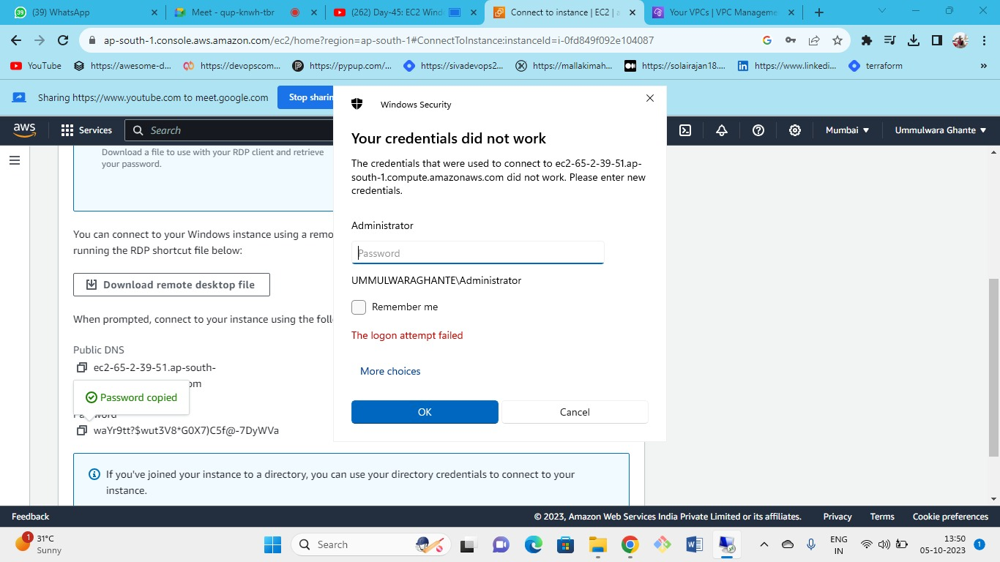 39
(39) WhatsApp
Meet - qup-knwh-tbr
(262) Day-45: EC2 Wind
Connect to instance | EC2 | a
Your VPCs | VPC Manageme
ap-south-1.console.aws.amazon.com/ec2/home?region=ap-south-1#ConnectToInstance:instanceId=i-0fd849f092e104087
YouTube
https://awesome-d...
https://devopscom...
https://pypup.com/...
https://sivadevops2...
https://mallakimah...
https://solairajan18....
https://www.linkedi...
terraform
»
Sharing https://www.youtube.com to meet.google.com
Stop sharin
aws
Services
Search
Mumbai
Ummulwara Ghante
Download a file to use with your RDP client and retrieve
your password.
You can connect to your Windows instance using a remo
running the RDP shortcut file below:
Download remote desktop file
When prompted, connect to your instance using the foll
Public DNS
ec2-65-2-39-51.ap-south-
om
Password copied
Password
waYr9tt?$wut3V8*G0X7)C5f@-7DyWVa
If you've joined your instance to a directory, you can use your directory credentials to connect to your
instance.
Windows Security
Your credentials did not work
The credentials that were used to connect to ec2-65-2-39-51.ap-
south-1.compute.amazonaws.com did not work. Please enter new
credentials.
Administrator
Password
UMMULWARAGHANTE\Administrator
Remember me
The logon attempt failed
More choices
OK
Cancel
Feedback
© 2023, Amazon Web Services India Private Limited or its affiliates.
Privacy
Terms
Cookie preferences
1
31°C
Sunny
Search
ENG
IN
13:50
05-10-2023
1